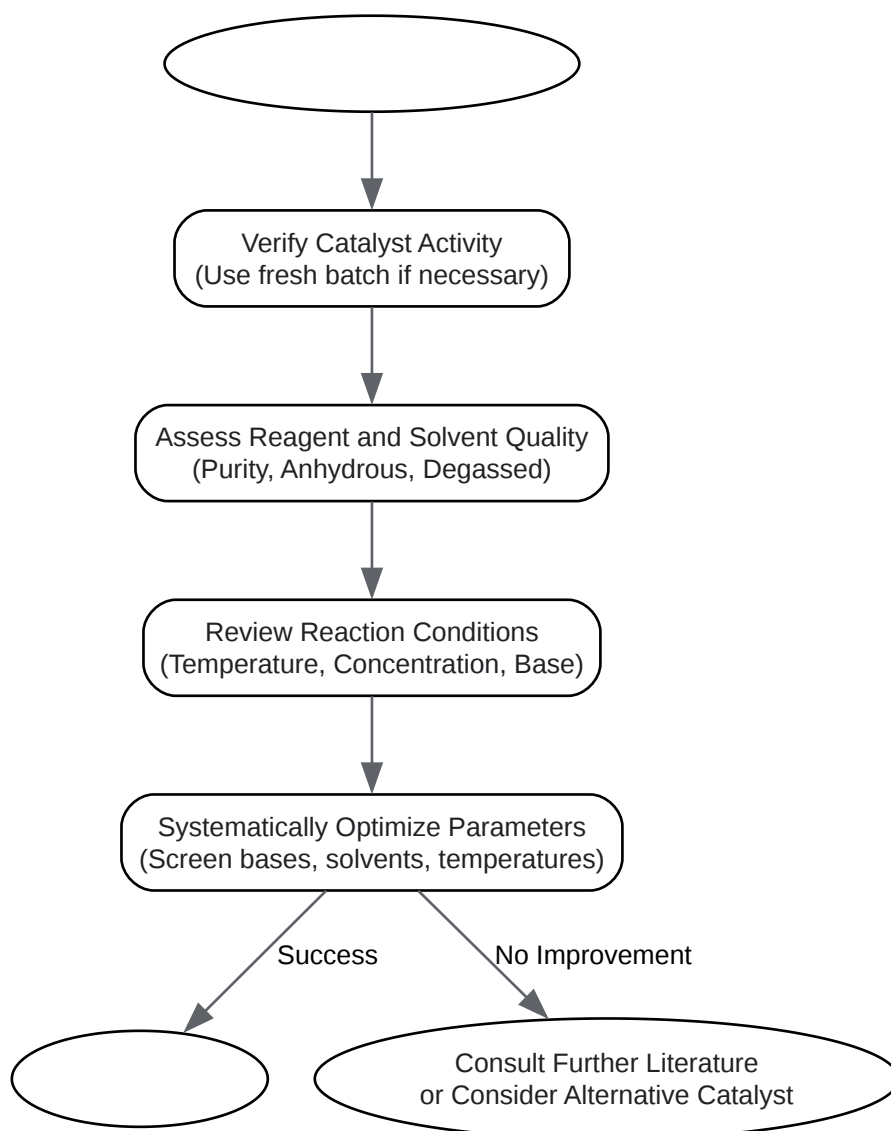 Verify Catalyst Activity
(Use fresh batch if necessary)
Assess Reagent and Solvent Quality
(Purity, Anhydrous, Degassed)
Review Reaction Conditions
(Temperature, Concentration, Base)
Systematically Optimize Parameters
(Screen bases, solvents, temperatures)
Success
No Improvement
Consult Further Literature
or Consider Alternative Catalyst